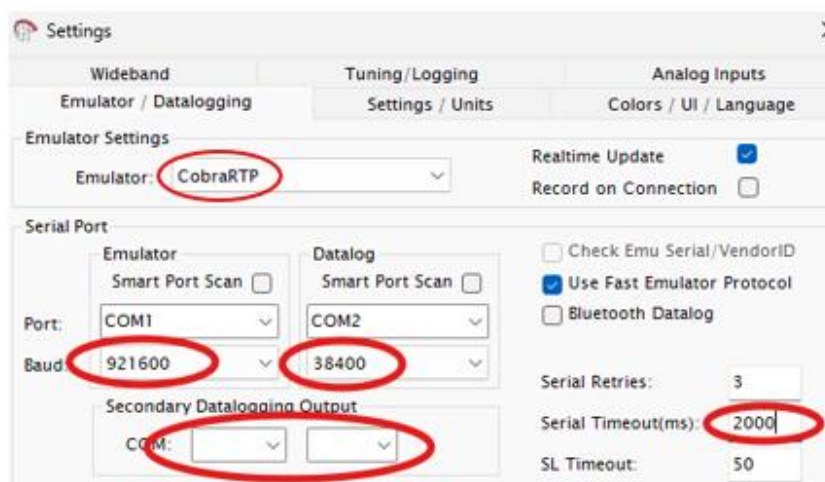 Settings
Wideband Tuning/Logging Analog Inputs
Emulator / Datalogging Settings / Units Colors / UI / Language
Emulator Settings
Emulator: CobraRTP
Realtime Update
Record on Connection
Serial Port
Emulator Datalog
Smart Port Scan Smart Port Scan
Port: COM1 COM2
Baud: 921600 38400
Secondary Datalogging Output
COM:
Check Emu Serial/VendorID
Use Fast Emulator Protocol
Bluetooth Datalog
Serial Retries: 3
Serial Timeout(ms): 2000
SL Timeout: 50